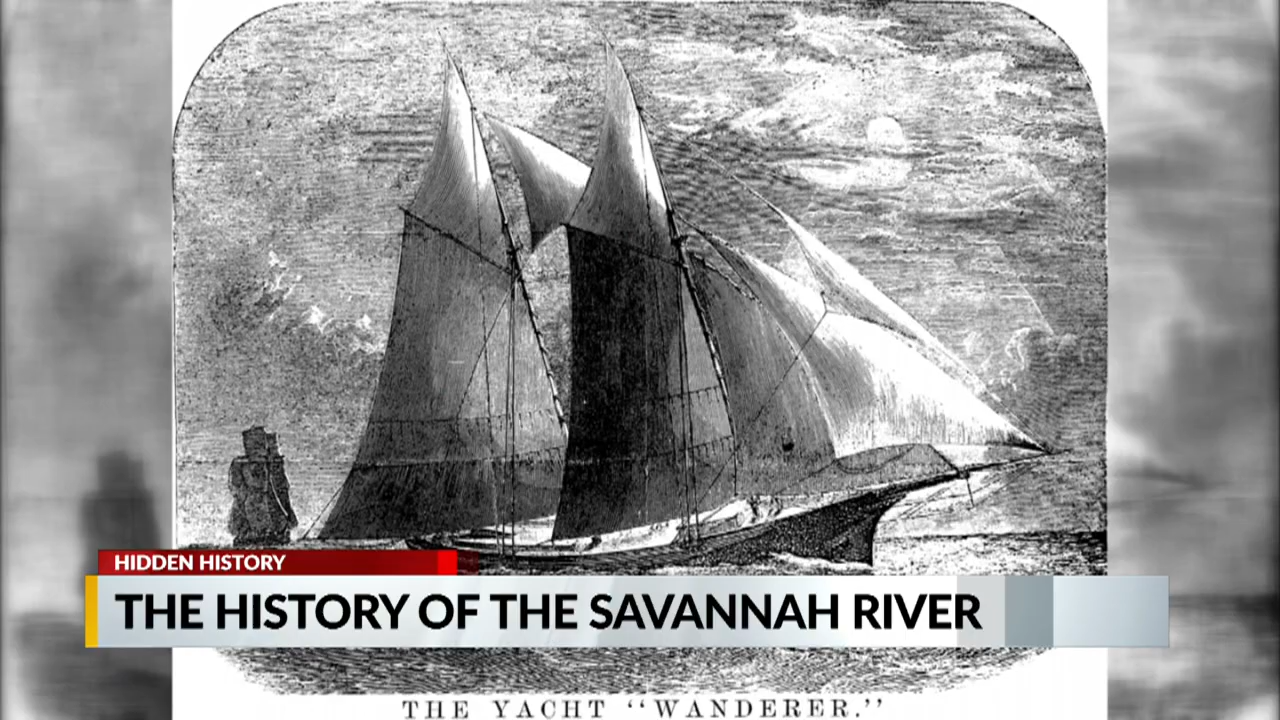 HIDDEN HISTORY
THE HISTORY OF THE SAVANNAH RIVER
THE YACHT “WANDERER.”